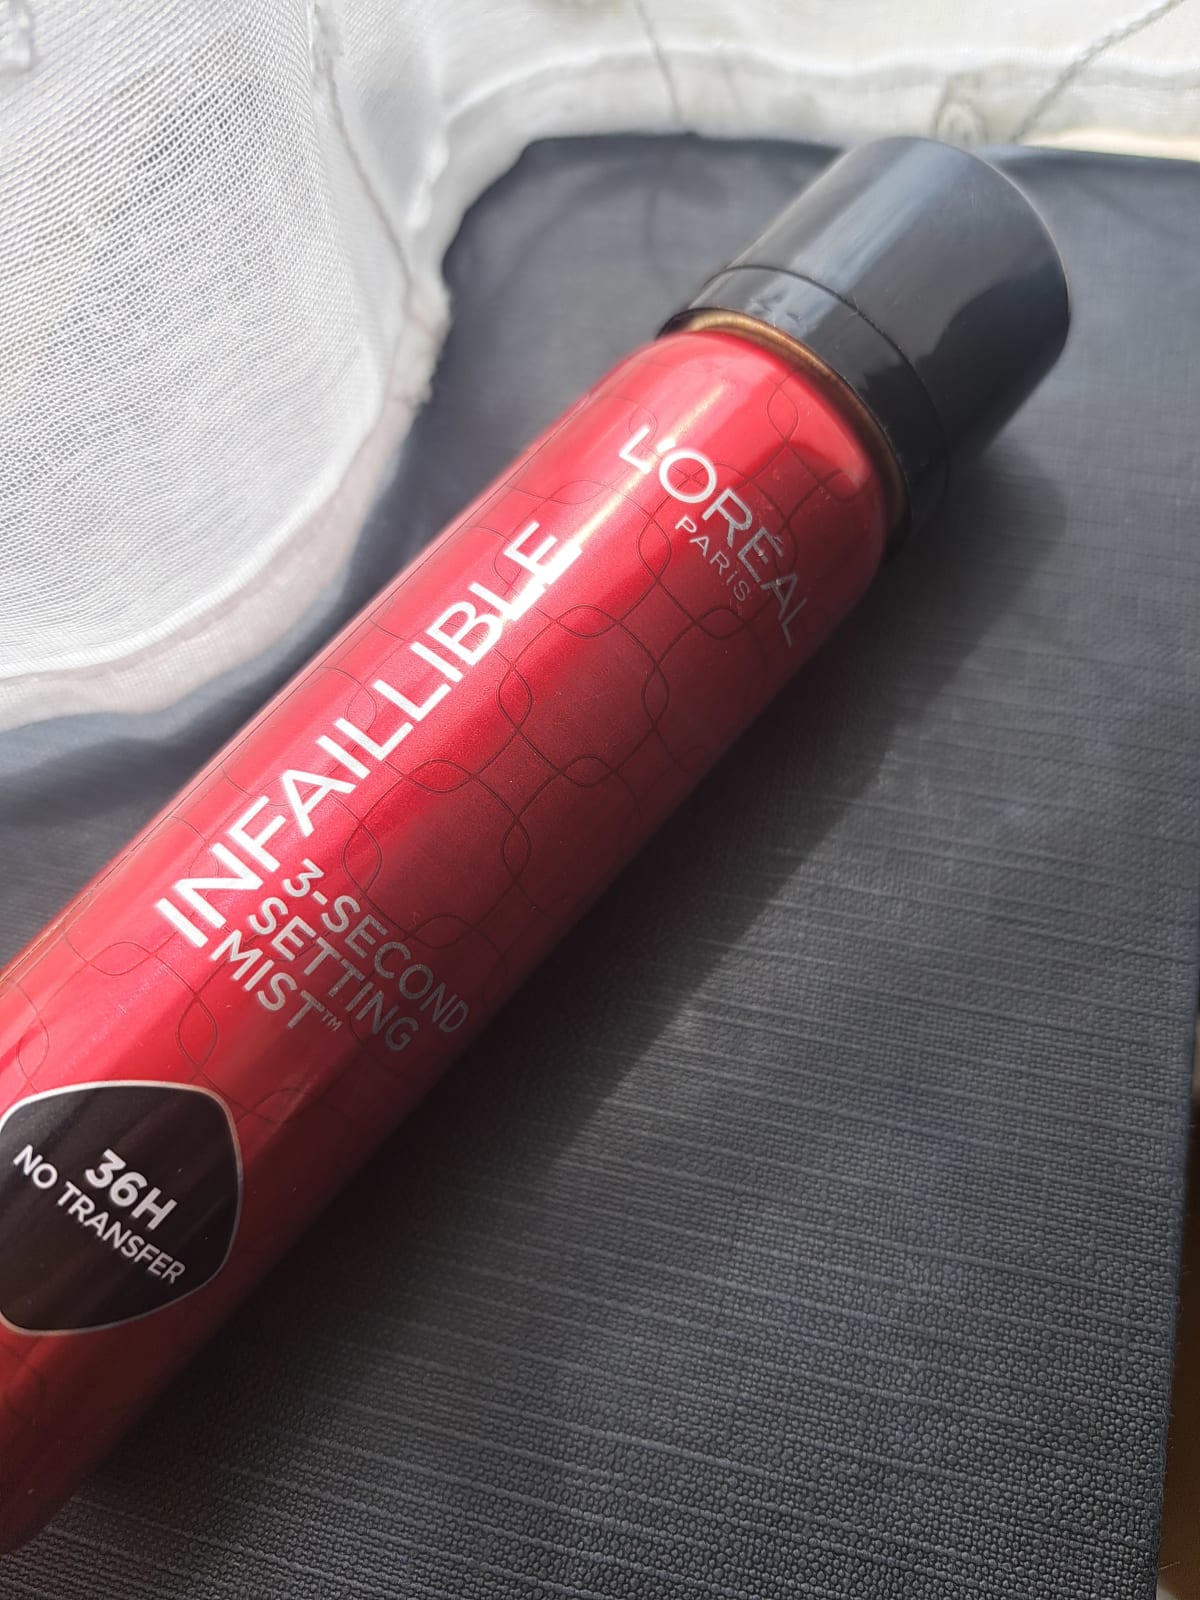 L'ORÉAL
PARiS
INFAILLIBLE
3-SECOND
SETTING
MIST™
36H
NO TRANSFER